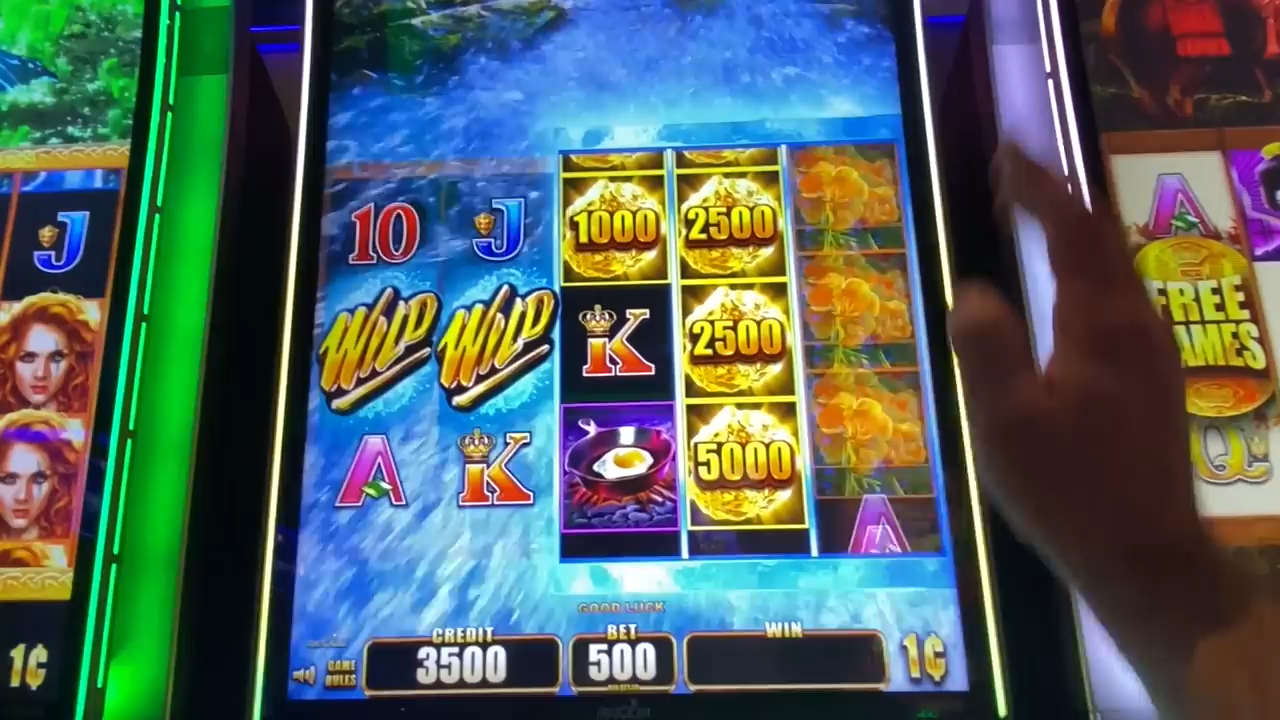 J
10
J
1000
2500
A
WILD
WILD
K
2500
FREE
GAMES
A
K
5000
A
Q
GOOD LUCK
CREDIT
BET
WIN
1¢
GAME
RULES
3500
500
1¢